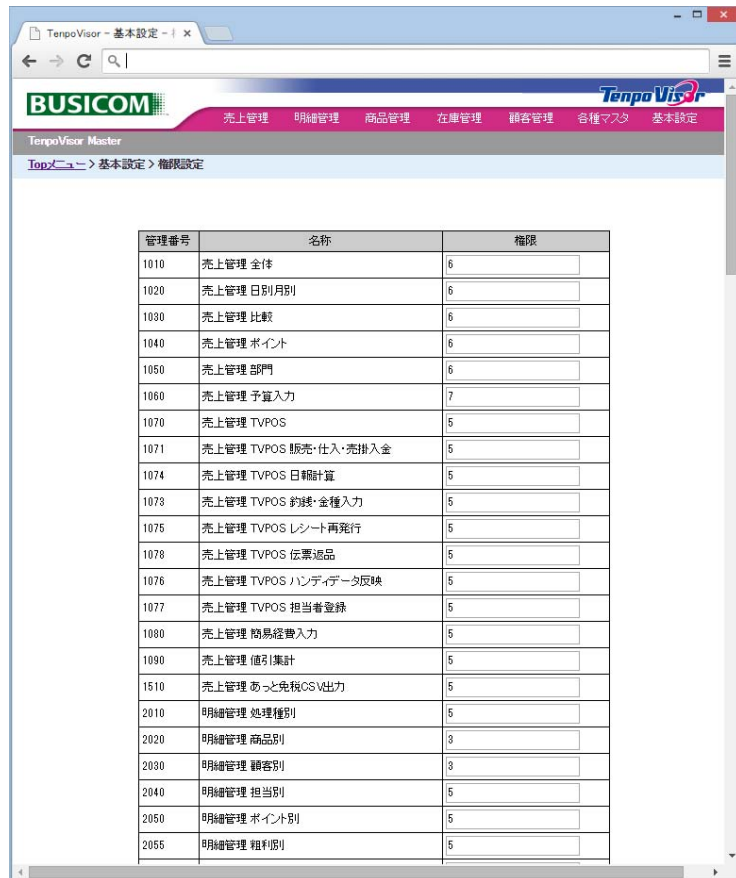 TenpoVisor - 基本設定 -
BUSICOM
Tenpo Visor
売上管理 明細管理 商品管理 在庫管理 顧客管理 各種マスタ 基本設定
TenpoVisor Master
Topメニュー > 基本設定 > 権限設定
管理番号 名称 権限
1010 売上管理 全体 6
1020 売上管理 日別月別 6
1030 売上管理 比較 6
1040 売上管理 ポイント 6
1050 売上管理 部門 6
1060 売上管理 予算入力 7
1070 売上管理 TVPOS 5
1071 売上管理 TVPOS 販売・仕入・売掛入金 5
1074 売上管理 TVPOS 日報計算 5
1073 売上管理 TVPOS 釣銭・金種入力 5
1075 売上管理 TVPOS レシート再発行 5
1078 売上管理 TVPOS 伝票返品 5
1076 売上管理 TVPOS ハンディデータ反映 5
1077 売上管理 TVPOS 担当者登録 5
1080 売上管理 簡易経費入力 5
1090 売上管理 値引集計 5
1510 売上管理 あっと免税CSV出力 5
2010 明細管理 処理種別 5
2020 明細管理 商品別 3
2030 明細管理 顧客別 3
2040 明細管理 担当別 5
2050 明細管理 ポイント別 5
2055 明細管理 粗利別 5